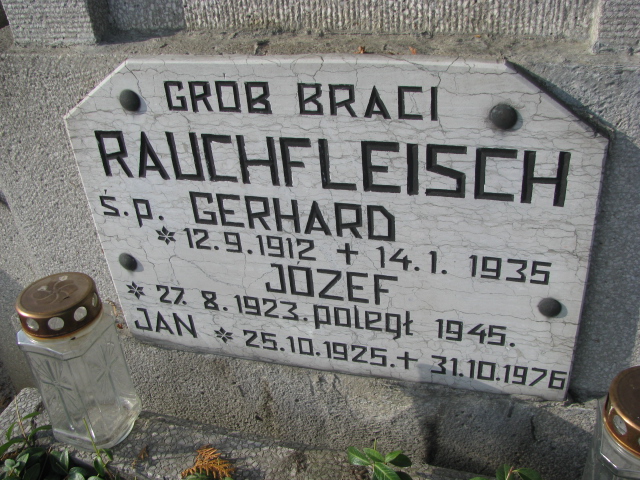 GRÓB BRACI
RAUCHFLEISCH
ś.p. GERHARD
* 12.9.1912 + 14.1.1935
JÓZEF
* 27.8.1923. poległ 1945.
JAN * 25.10.1925. + 31.10.1976